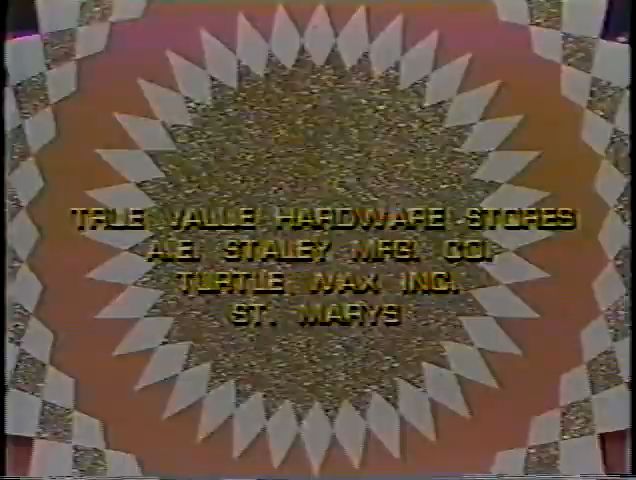 TRUE VALUE HARDWARE STORES
A.E. STALEY MFG. CO.
TURTLE WAX INC.
ST. MARYS